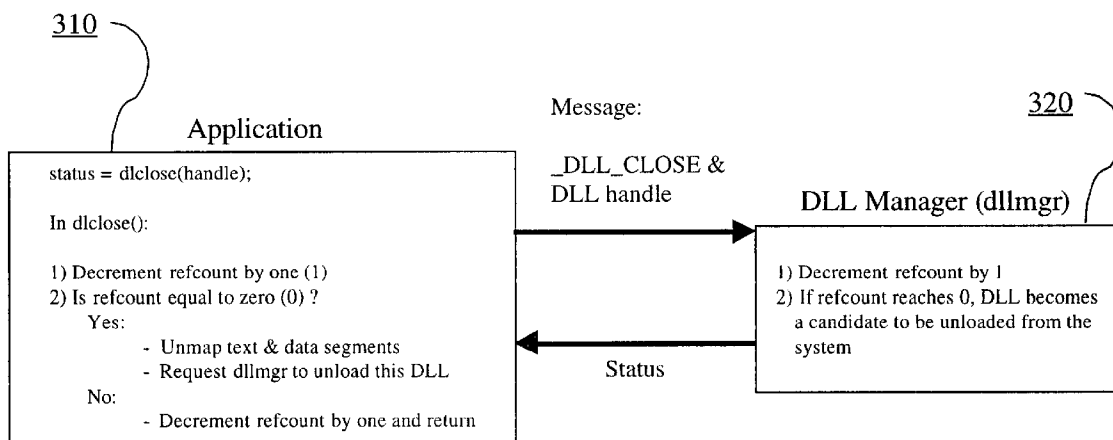 310
Application
status = dlclose(handle);
In dlclose():
1) Decrement refcount by one (1)
2) Is refcount equal to zero (0) ?
Yes:
- Unmap text & data segments
- Request dllmgr to unload this DLL
No:
- Decrement refcount by one and return
Message:
_DLL_CLOSE &
DLL handle
Status
320
DLL Manager (dllmgr)
1) Decrement refcount by 1
2) If refcount reaches 0, DLL becomes
a candidate to be unloaded from the
system